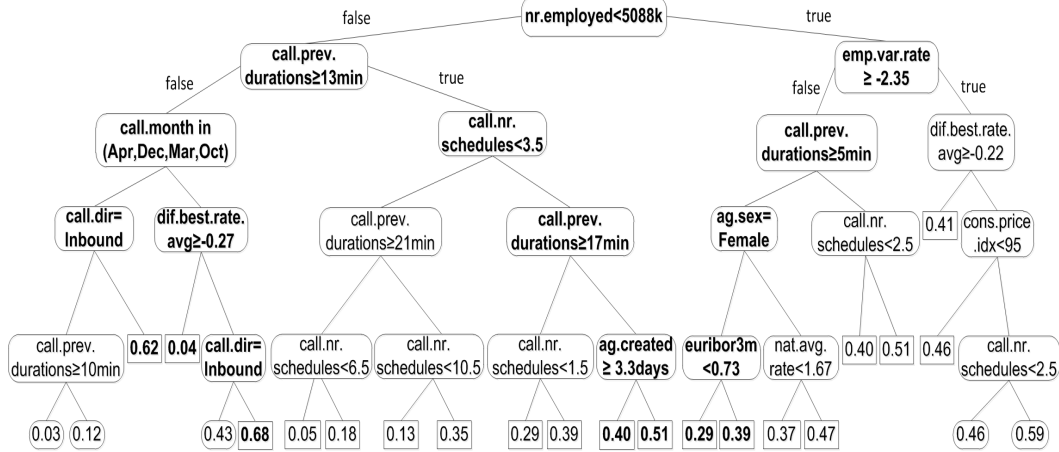 nr.employed<5088k
false
true
call.prev.
durations≥13min
emp.var.rate
≥ -2.35
false
true
false
true
call.month in
(Apr,Dec,Mar,Oct)
call.nr.
schedules<3.5
call.prev.
durations≥5min
dif.best.rate.
avg≥-0.22
call.dir=
Inbound
dif.best.rate.
avg≥-0.27
call.prev.
durations≥21min
call.prev.
durations≥17min
ag.sex=
Female
call.nr.
schedules<2.5
0.41
cons.price
.idx<95
call.prev.
durations≥10min
0.62
0.04
call.dir=
Inbound
call.nr.
schedules<6.5
call.nr.
schedules<10.5
call.nr.
schedules<1.5
ag.created
≥ 3.3days
euribor3m
<0.73
nat.avg.
rate<1.67
0.40
0.51
0.46
call.nr.
schedules<2.5
0.03
0.12
0.43
0.68
0.05
0.18
0.13
0.35
0.29
0.39
0.40
0.51
0.29
0.39
0.37
0.47
0.46
0.59